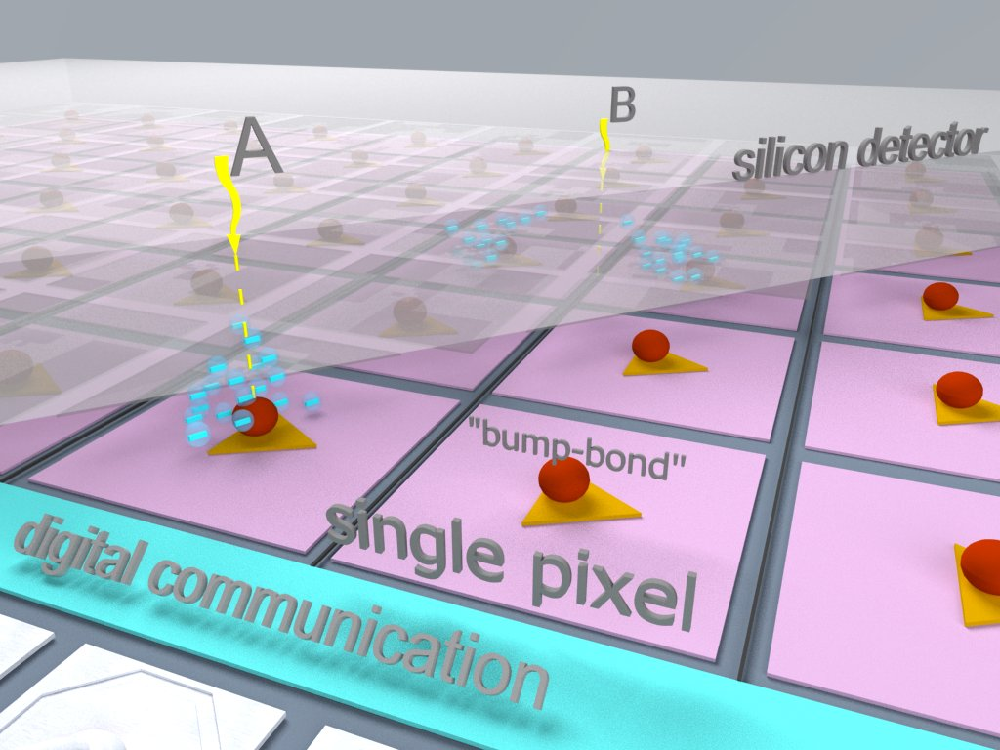 A
B
silicon detector
"bump-bond"
single pixel
digital communication